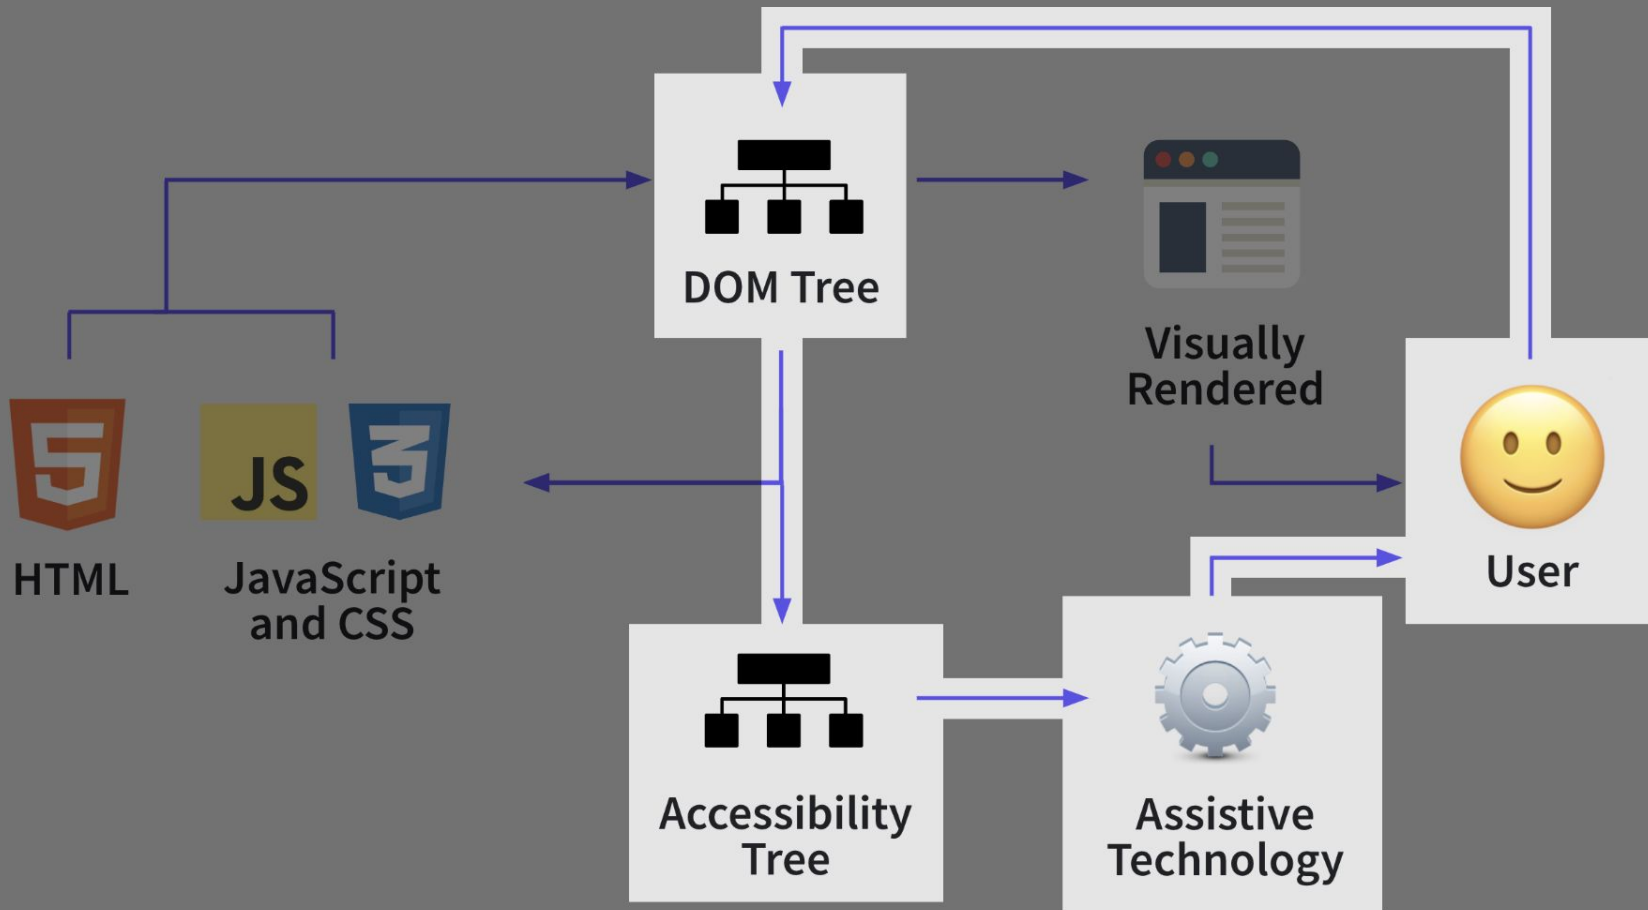 DOM Tree
Visually
Rendered
HTML
JS
JavaScript
and CSS
User
Accessibility
Tree
Assistive
Technology